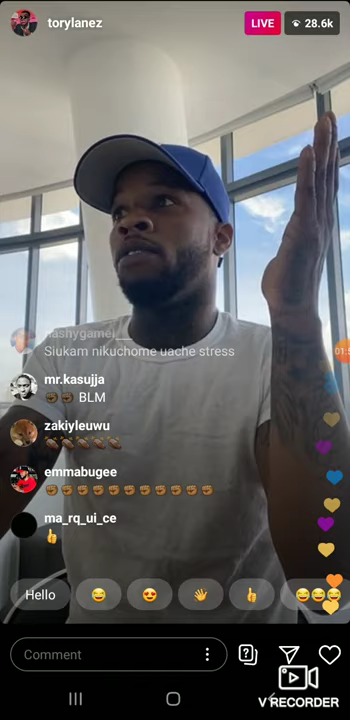 torylanez
LIVE
28.6k
Siukam nikuchome uache stress
mr.kasujja
✊🏾✊🏾 BLM
zakiyleuwu
emmabugee
✊🏾✊🏾✊🏾✊🏾✊🏾✊🏾✊🏾✊🏾✊🏾✊🏾✊🏾
ma_rq_ui_ce
👍
Hello 😂 😍 👋 👍 😂😂😂
Comment
V RECORDER